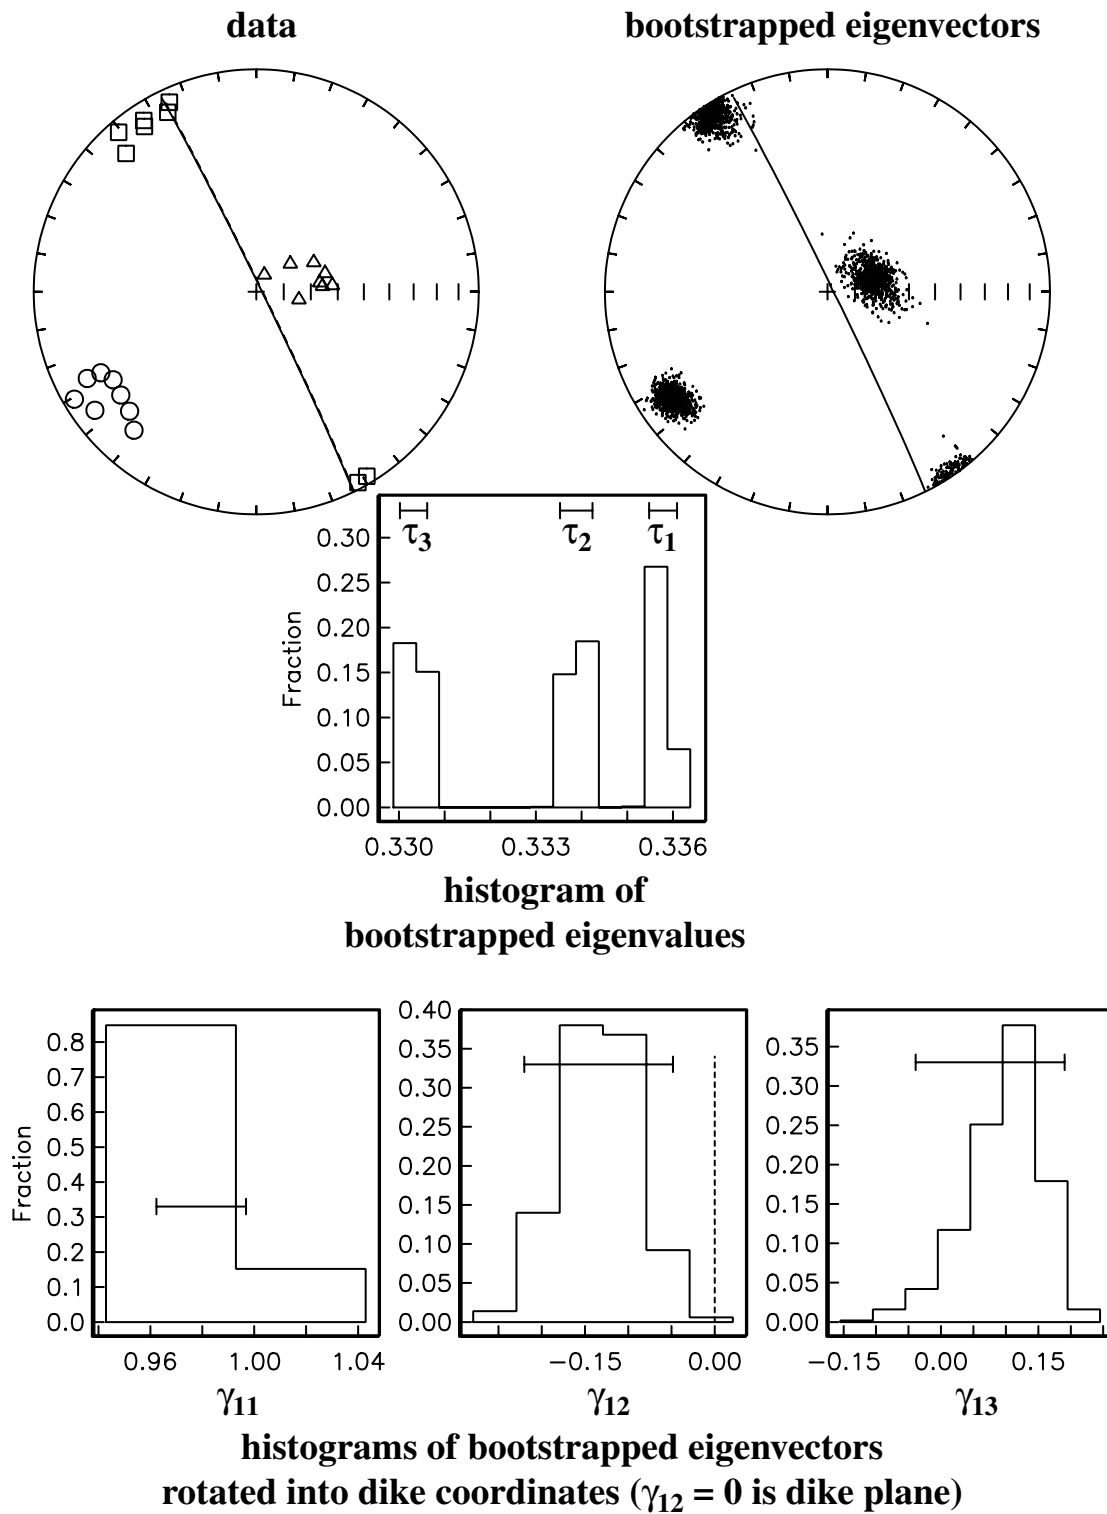 data
bootstrapped eigenvectors
τ3 τ2 τ1
0.30
0.25
0.20
0.15
0.10
0.05
0.00
Fraction
0.330 0.333 0.336
histogram of
bootstrapped eigenvalues
0.8
0.7
0.6
0.5
0.4
0.3
0.2
0.1
0.0
Fraction
0.96 1.00 1.04
γ11
0.40
0.35
0.30
0.25
0.20
0.15
0.10
0.05
0.00
−0.15 0.00
γ12
0.35
0.30
0.25
0.20
0.15
0.10
0.05
0.00
−0.15 0.00 0.15
γ13
histograms of bootstrapped eigenvectors
rotated into dike coordinates (γ12 = 0 is dike plane)